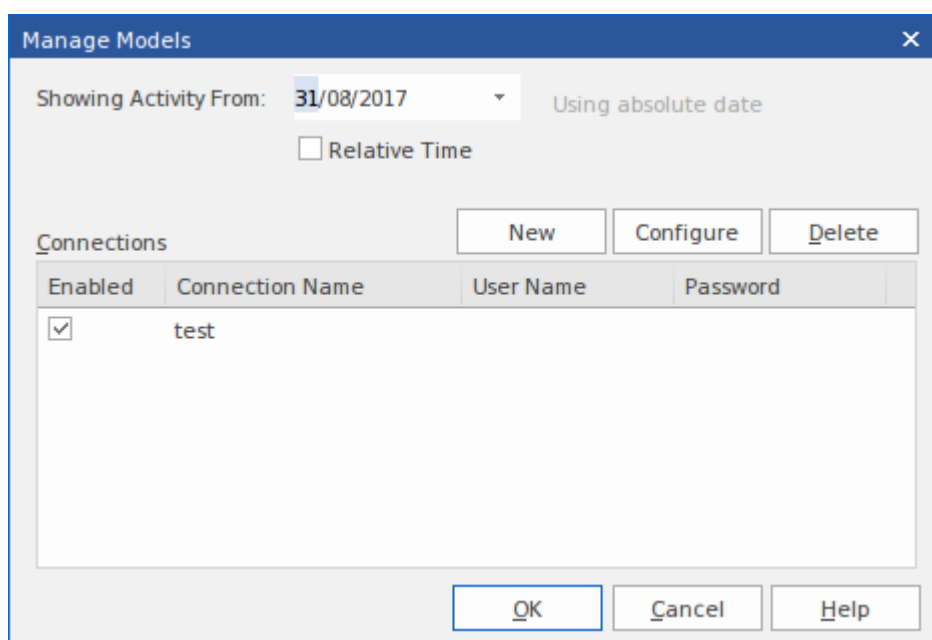 Manage Models
Showing Activity From: 31/08/2017 Using absolute date
Relative Time
Connections New Configure Delete
Enabled Connection Name User Name Password
test
OK Cancel Help